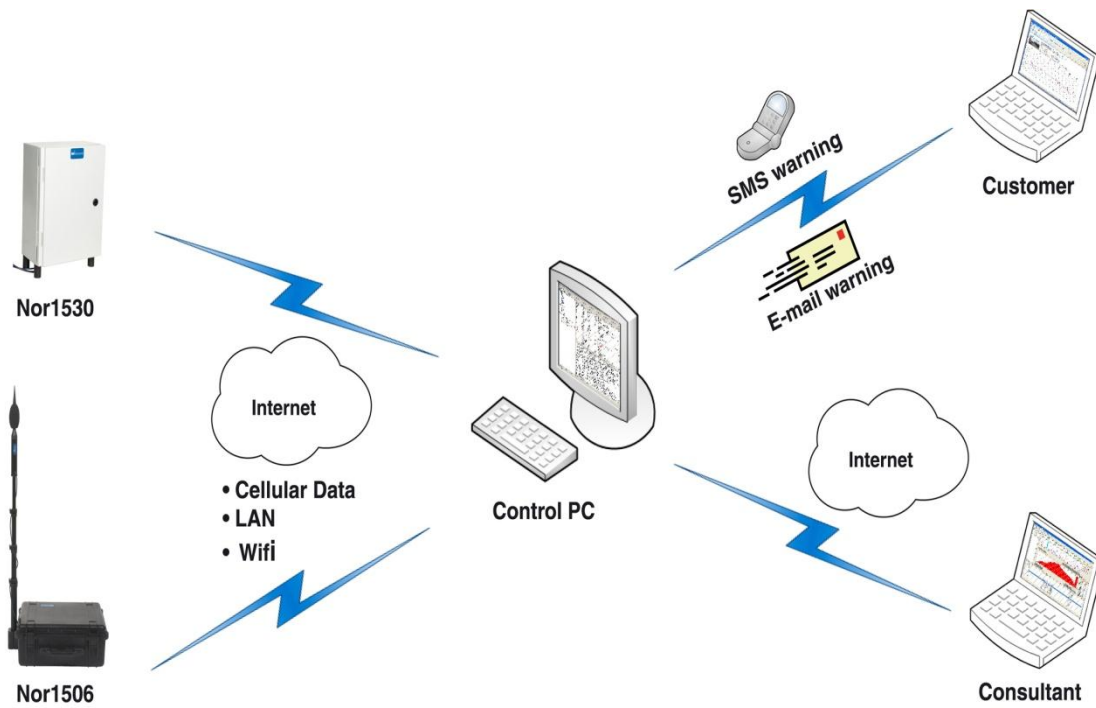 Nor1530
Internet
• Cellular Data
• LAN
• Wifi
Nor1506
Control PC
SMS warning
E-mail warning
Customer
Internet
Consultant